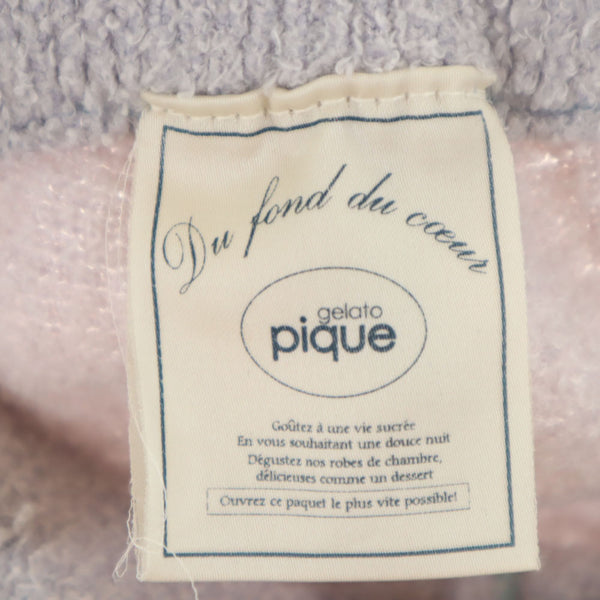 Du fond du cœur
gelato
pique
Goûtez à une vie sucrée
En vous souhaitant une douce nuit
Dégustez nos robes de chambre,
délicieuses comme un dessert
Ouvrez ce paquet le plus vite possible!